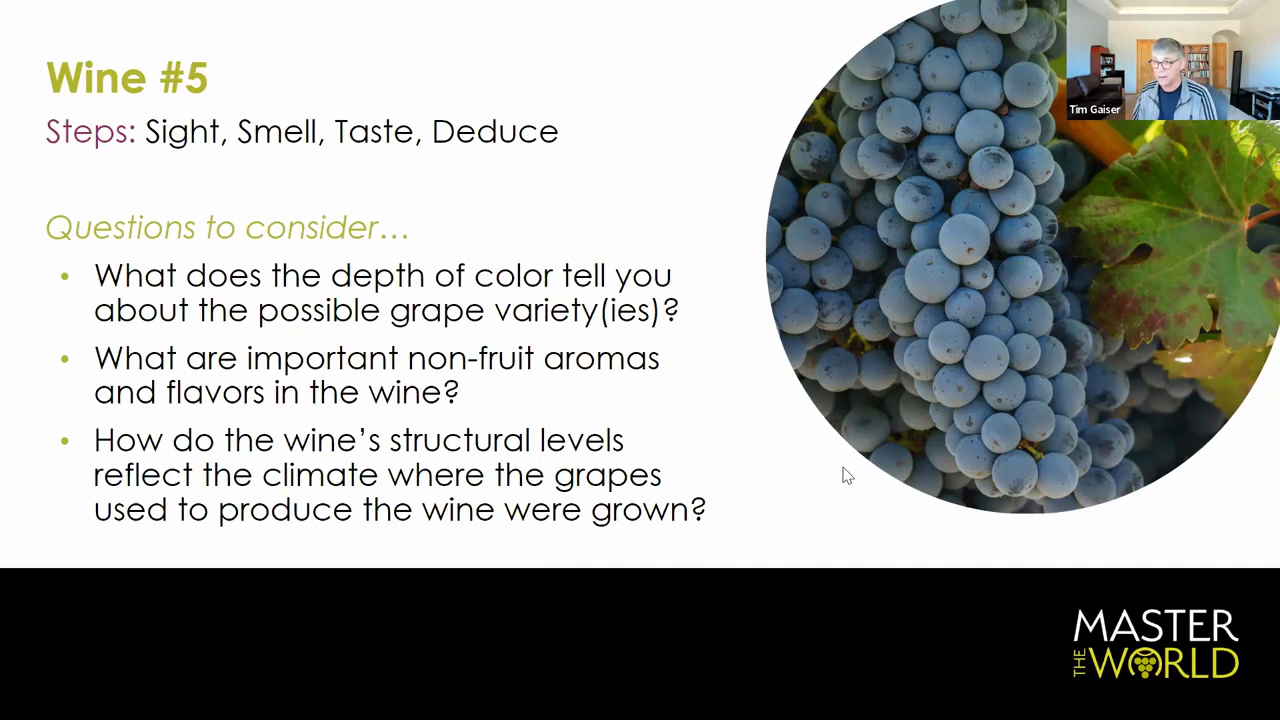 Wine #5
Steps: Sight, Smell, Taste, Deduce
Questions to consider…
• What does the depth of color tell you
about the possible grape variety(ies)?
• What are important non-fruit aromas
and flavors in the wine?
• How do the wine’s structural levels
reflect the climate where the grapes
used to produce the wine were grown?
Tim Gaiser
MASTER
THE WORLD